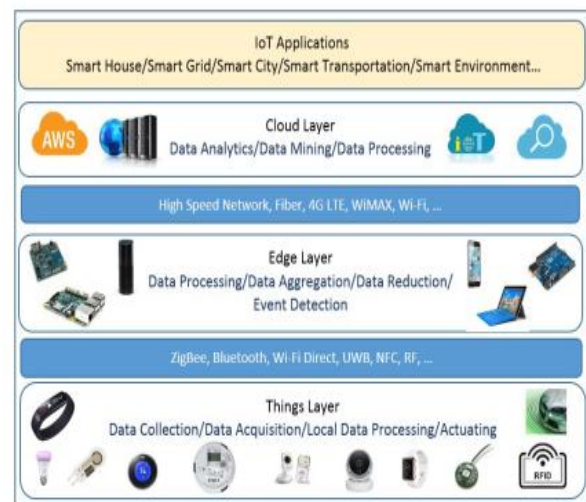 IoT Applications
Smart House/Smart Grid/Smart City/Smart Transportation/Smart Environment...
Cloud Layer
AWS
Data Analytics/Data Mining/Data Processing
iOT
High Speed Network, Fiber, 4G LTE, WiMAX, Wi-Fi, ...
Edge Layer
Data Processing/Data Aggregation/Data Reduction/
Event Detection
ZigBee, Bluetooth, Wi-Fi Direct, UWB, NFC, RF, ...
Things Layer
Data Collection/Data Acquisition/Local Data Processing/Actuating
RFID